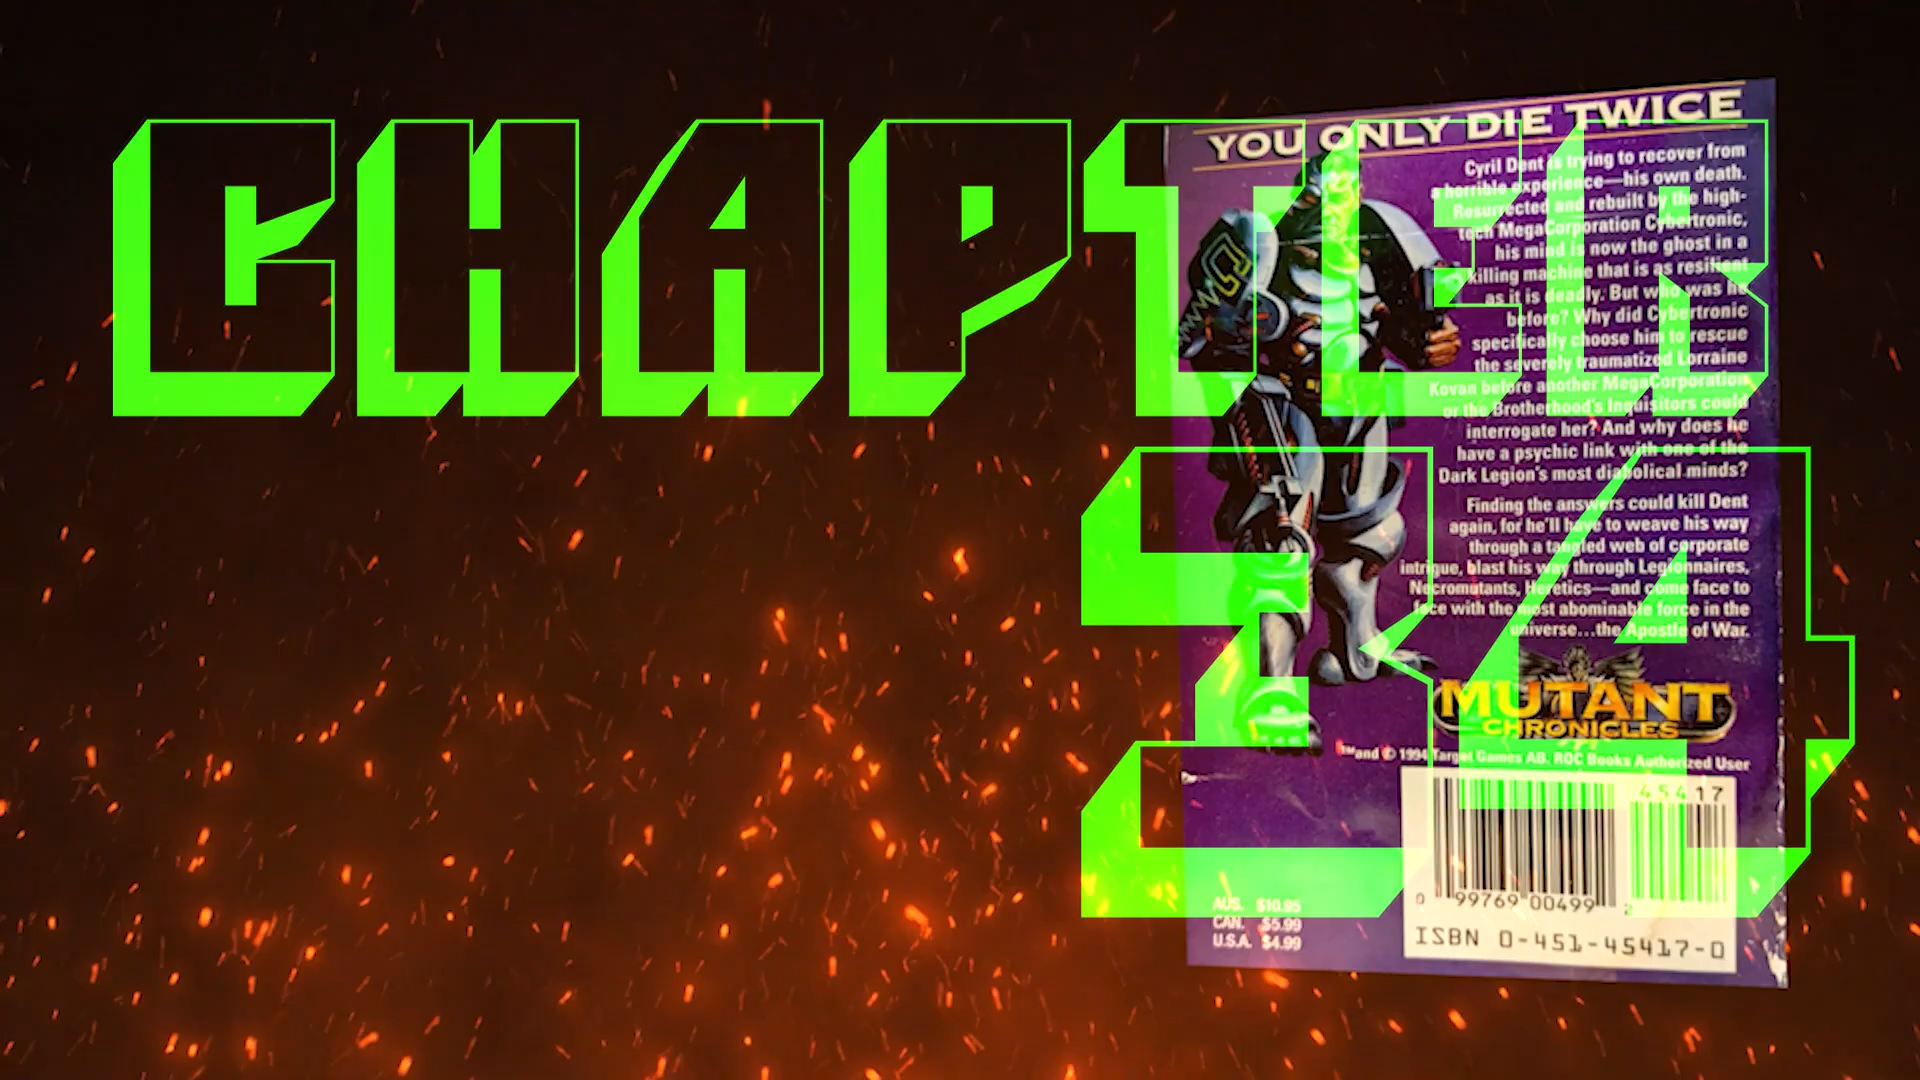 CHAPTER
34
YOU ONLY DIE TWICE
Cyril Dent is trying to recover from
a horrible experience—his own death.
Resurrected and rebuilt by the high-
tech MegaCorporation Cybertronic,
his mind is now the ghost in a
killing machine that is as resilient
as it is deadly. But who was he
before? Why did Cybertronic
specifically choose him to rescue
the severely traumatized Lorraine
Kovan before another MegaCorporation
or the Brotherhood's Inquisitors could
interrogate her? And why does he
have a psychic link with one of the
Dark Legion's most diabolical minds?
Finding the answers could kill Dent
again, for he'll have to weave his way
through a tangled web of corporate
intrigue, blast his way through Legionnaires,
Necromutants, Heretics—and come face to
face with the most abominable force in the
universe...the Apostle of War.
MUTANT
CHRONICLES
™and © 1994 Target Games AB. ROC Books Authorized User
45417
0 99769 00499 2
ISBN 0-451-45417-0
AUS. $10.95
CAN. $5.99
U.S.A. $4.99